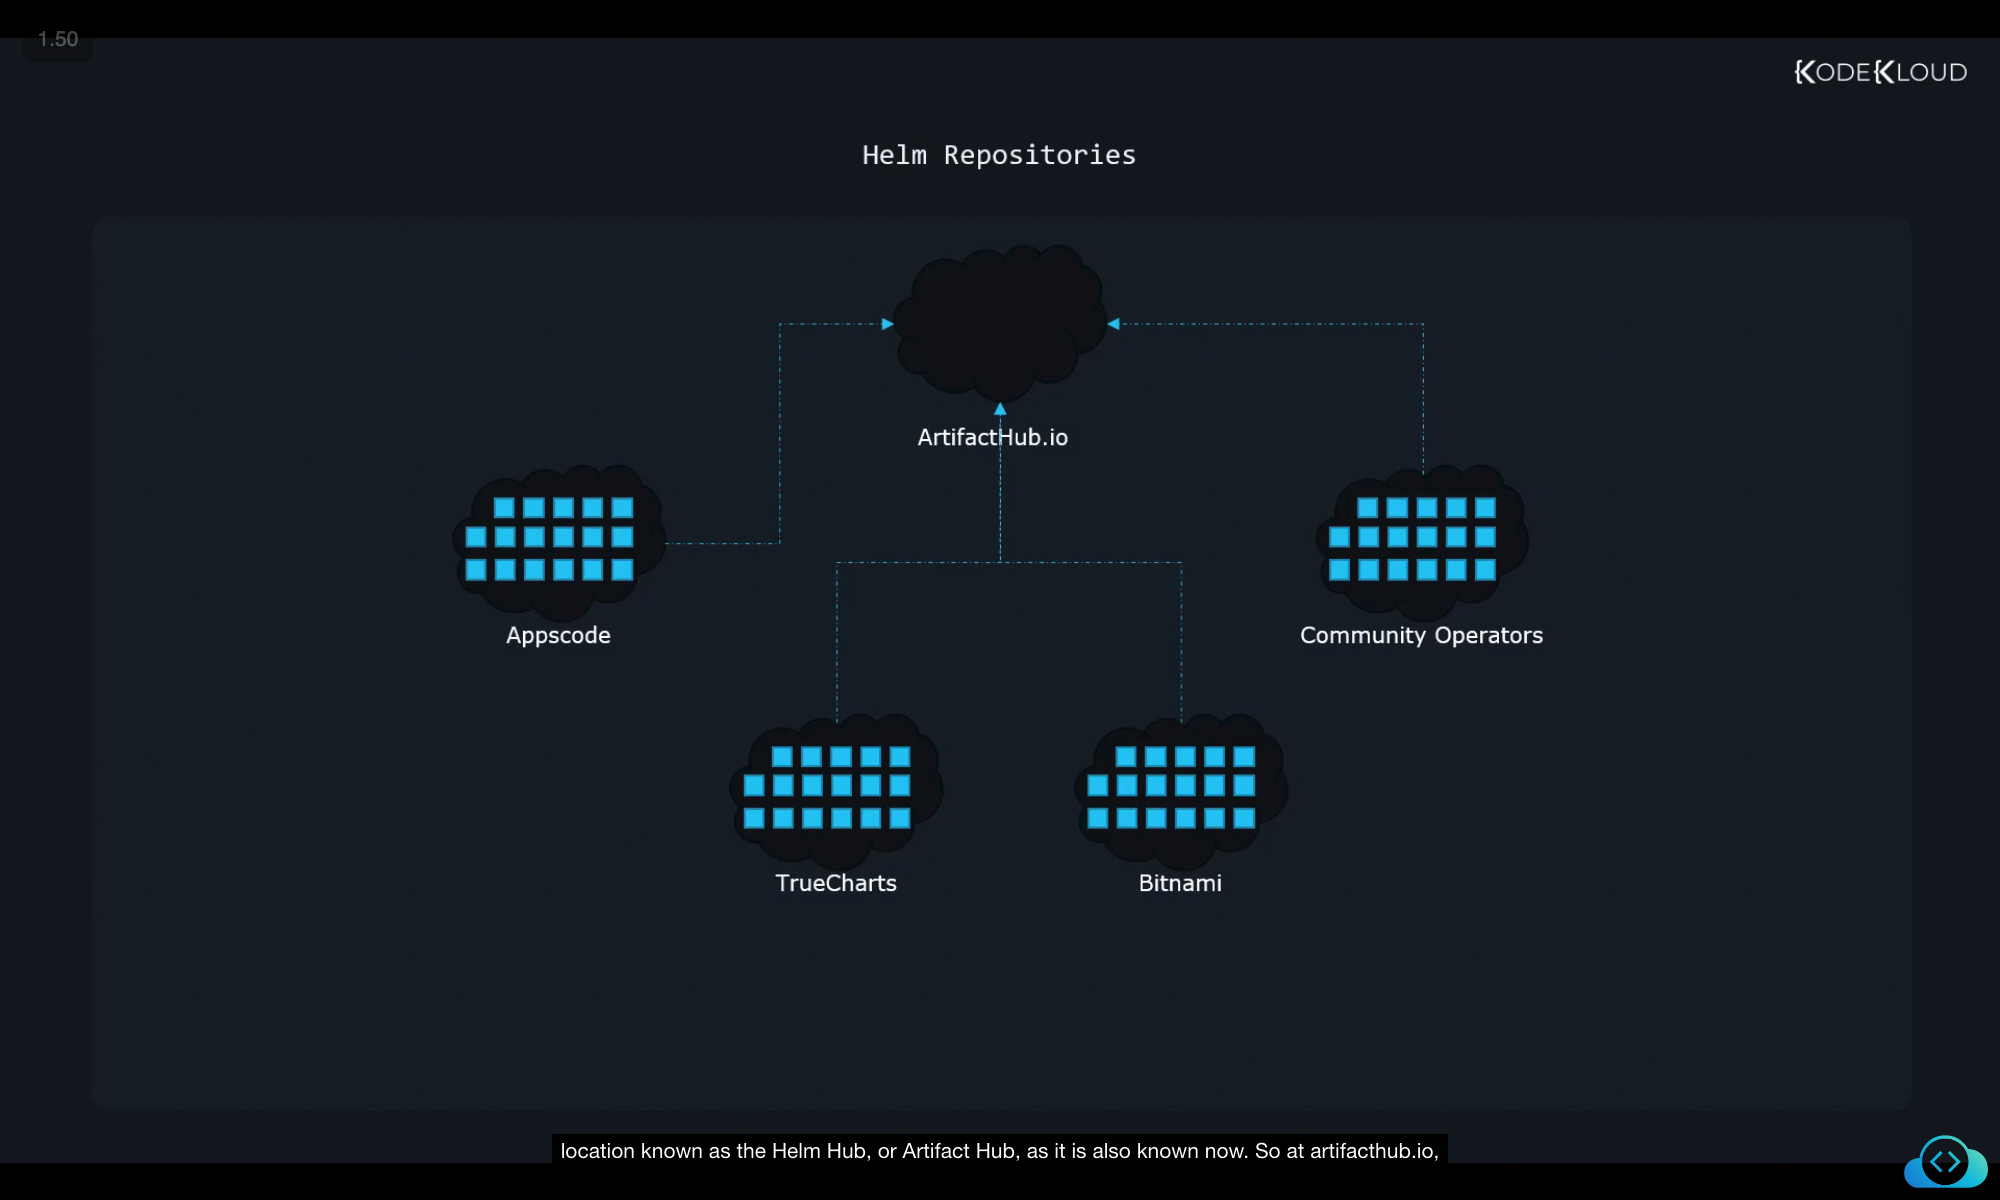 1.50
KODEKLOUD
Helm Repositories
ArtifactHub.io
Appscode
Community Operators
TrueCharts
Bitnami
location known as the Helm Hub, or Artifact Hub, as it is also known now. So at artifacthub.io,